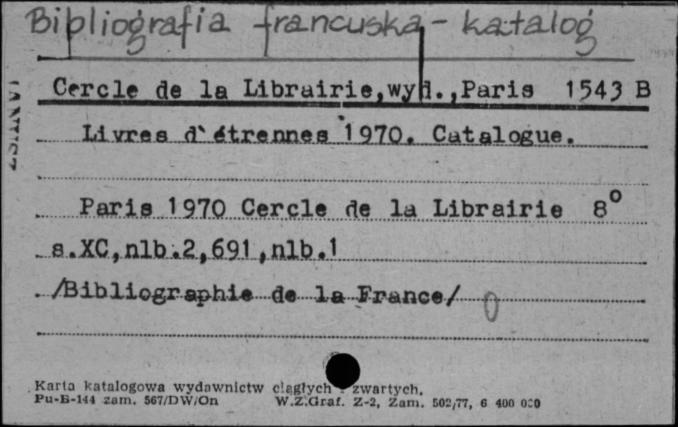 Bibliografia francuska - katalog
Cercle de la Librairie,wyd.,Paris 1543 B
Livres d'étrennes 1970. Catalogue.
Paris 1970 Cercle de la Librairie 8°
s.XC,nlb.2,691,nlb.1
/Bibliographie de la France/ 0
Karta katalogowa wydawnictw ciągłych i zwartych.
Pu-B-144 zam. 567/DW/On W.Z.Graf. Z-2, Zam. 502/77, 6 400 000